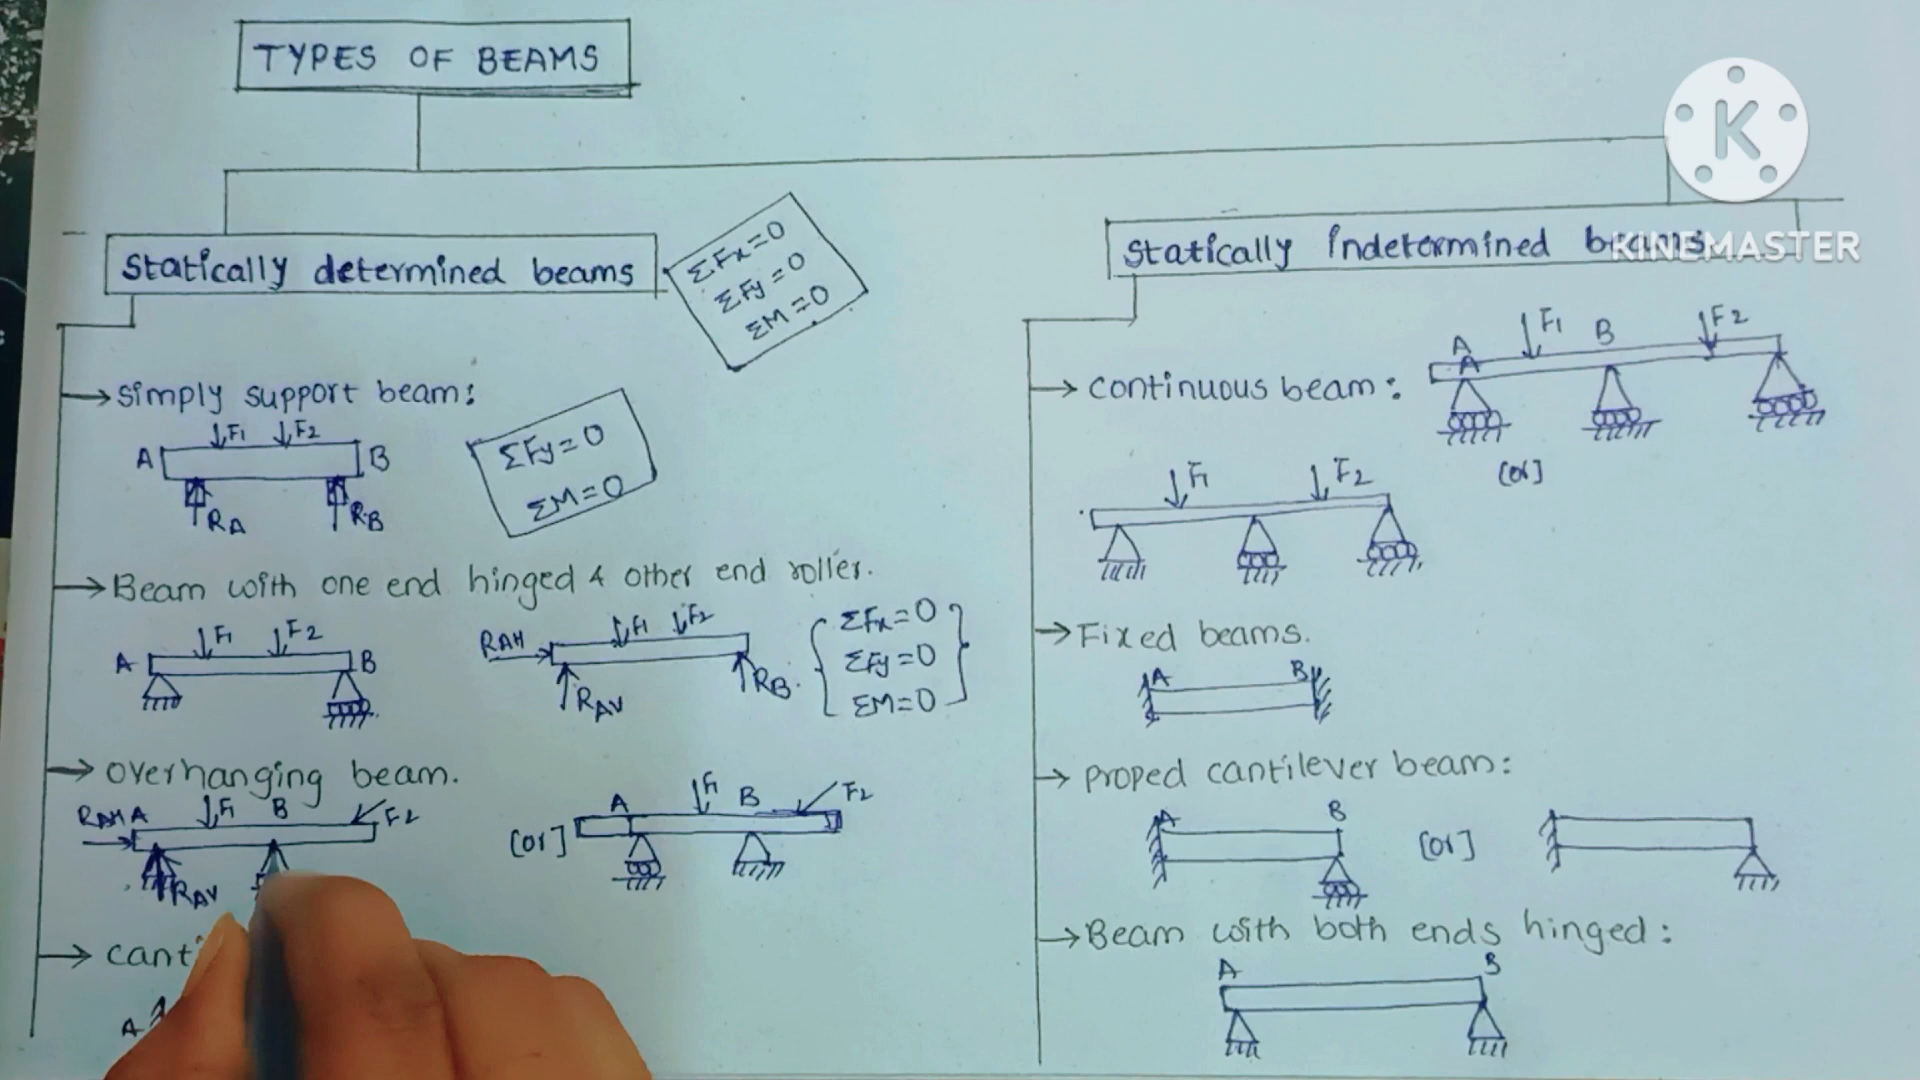 TYPES OF BEAMS
K
KINEMASTER
Statically determined beams
ΣFx=0
ΣFy=0
ΣM=0
simply support beam:
F1 F2
A B
RA RB
ΣFy=0
ΣM=0
Beam with one end hinged & other end roller.
F1 F2
A B
RAH F1 F2
RAV RB.
ΣFx=0
ΣFy=0
ΣM=0
overhanging beam.
RAH A F1 B F2
RAV
[or]
A F1 B F2
A
Statically Indetermined beams
continuous beam:
A F1 B F2
A
[or]
F1 F2
Fixed beams.
A B
proped cantilever beam:
A B
[or]
Beam with both ends hinged:
A B